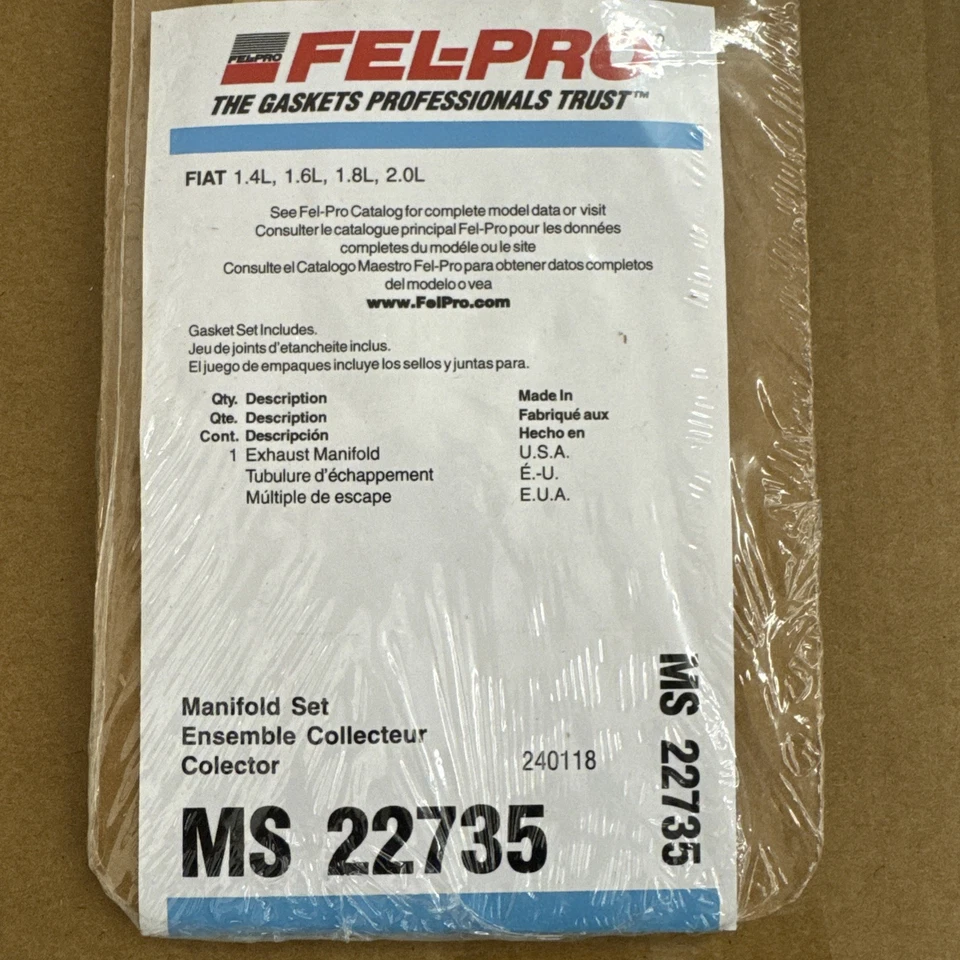 FEL-PRO
FEL-PRO
THE GASKETS PROFESSIONALS TRUST™
FIAT 1.4L, 1.6L, 1.8L, 2.0L
See Fel-Pro Catalog for complete model data or visit
Consulter le catalogue principal Fel-Pro pour les données
completes du modéle ou le site
Consulte el Catalogo Maestro Fel-Pro para obtener datos completos
del modelo o vea
www.FelPro.com
Gasket Set Includes.
Jeu de joints d'etancheite inclus.
El juego de empaques incluye los sellos y juntas para.
Qty. Description Made In
Qte. Description Fabriqué aux
Cont. Descripción Hecho en
1 Exhaust Manifold U.S.A.
Tubulure d'échappement É.-U.
Múltiple de escape E.U.A.
Manifold Set
Ensemble Collecteur
Colector 240118
MS 22735
MS 22735